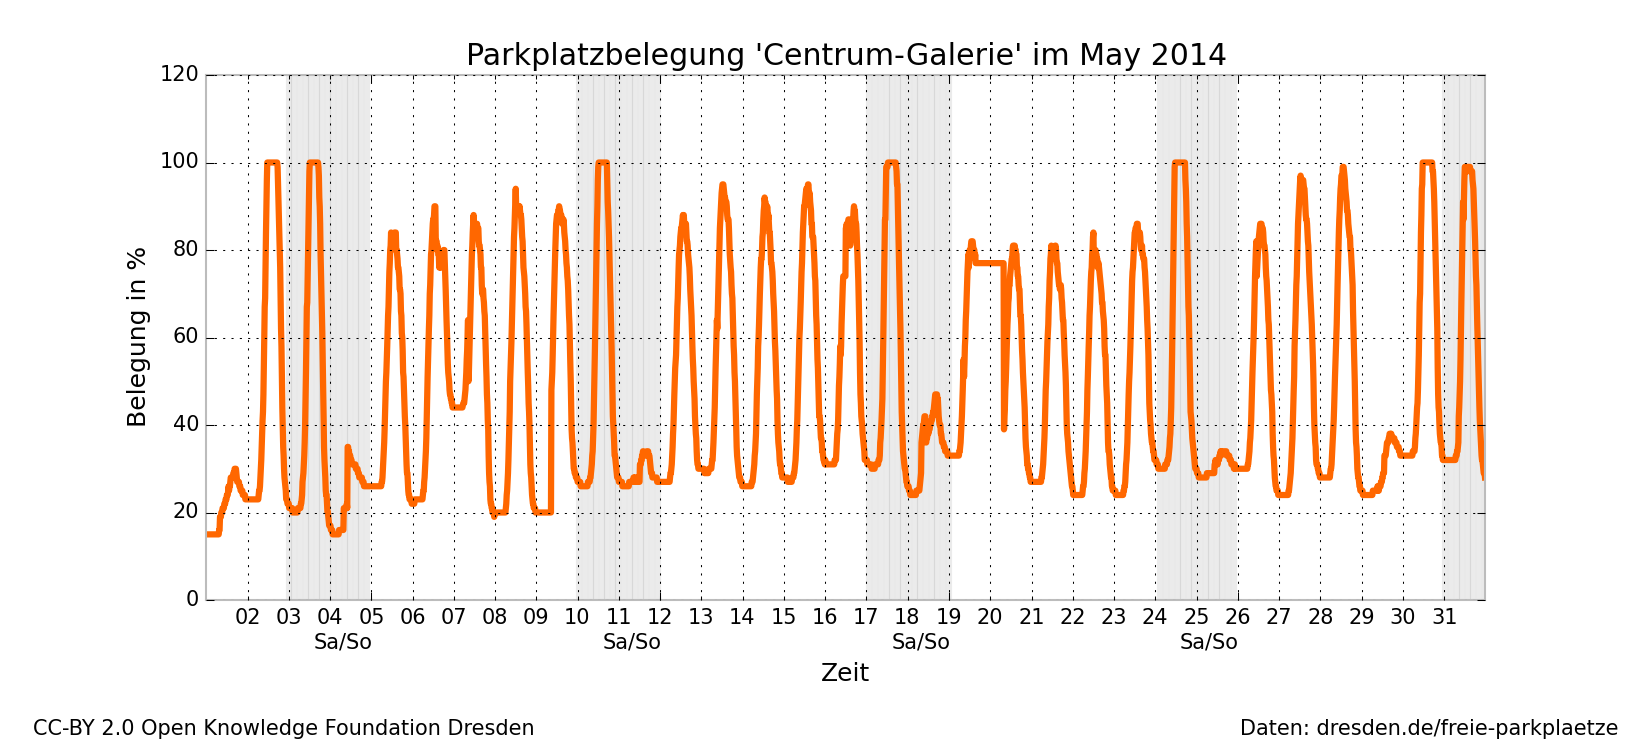 Parkplatzbelegung 'Centrum-Galerie' im May 2014
120
100
80
60
40
20
0
Belegung in %
02 03 04 05 06 07 08 09 10 11 12 13 14 15 16 17 18 19 20 21 22 23 24 25 26 27 28 29 30 31
Sa/So Sa/So Sa/So Sa/So
Zeit
CC-BY 2.0 Open Knowledge Foundation Dresden
Daten: dresden.de/freie-parkplaetze